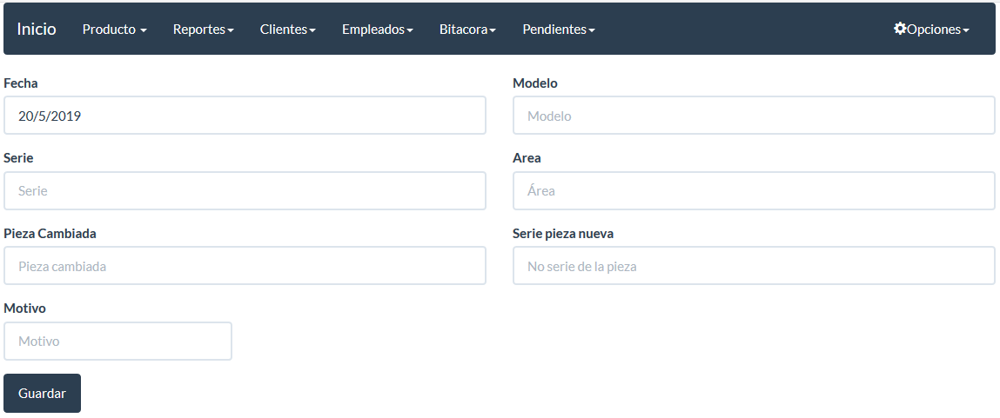 Inicio Producto Reportes Clientes Empleados Bitacora Pendientes Opciones
Fecha Modelo
20/5/2019 Modelo
Serie Area
Serie Área
Pieza Cambiada Serie pieza nueva
Pieza cambiada No serie de la pieza
Motivo
Motivo
Guardar